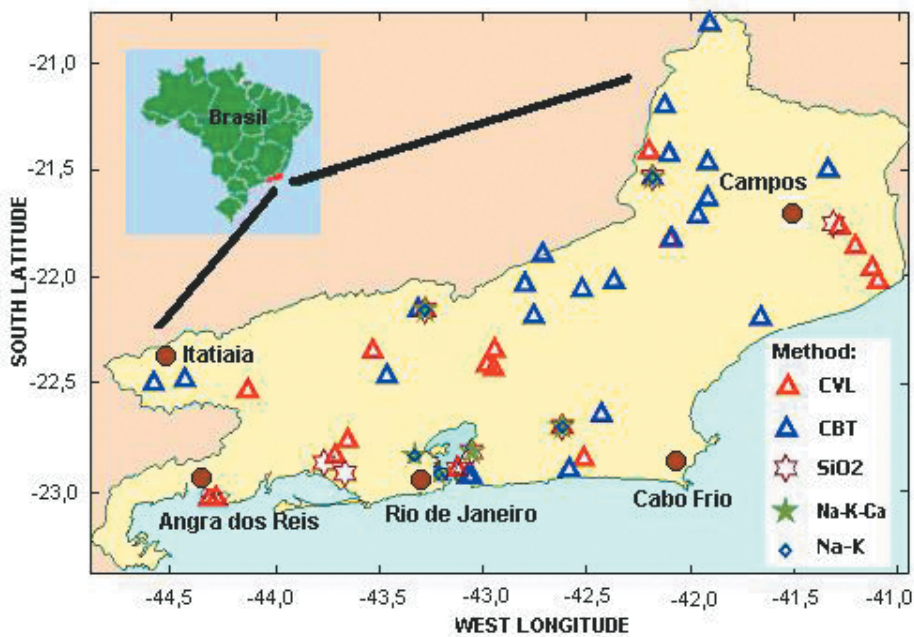 -21,0
-21,5
-22,0
-22,5
-23,0
SOUTH LATITUDE
Brasil
Campos
Itatiaia
Angra dos Reis
Rio de Janeiro
Cabo Frio
Method:
CVL
CBT
SiO2
Na-K-Ca
Na-K
-44,5
-44,0
-43,5
-43,0
-42,5
-42,0
-41,5
-41,0
WEST LONGITUDE